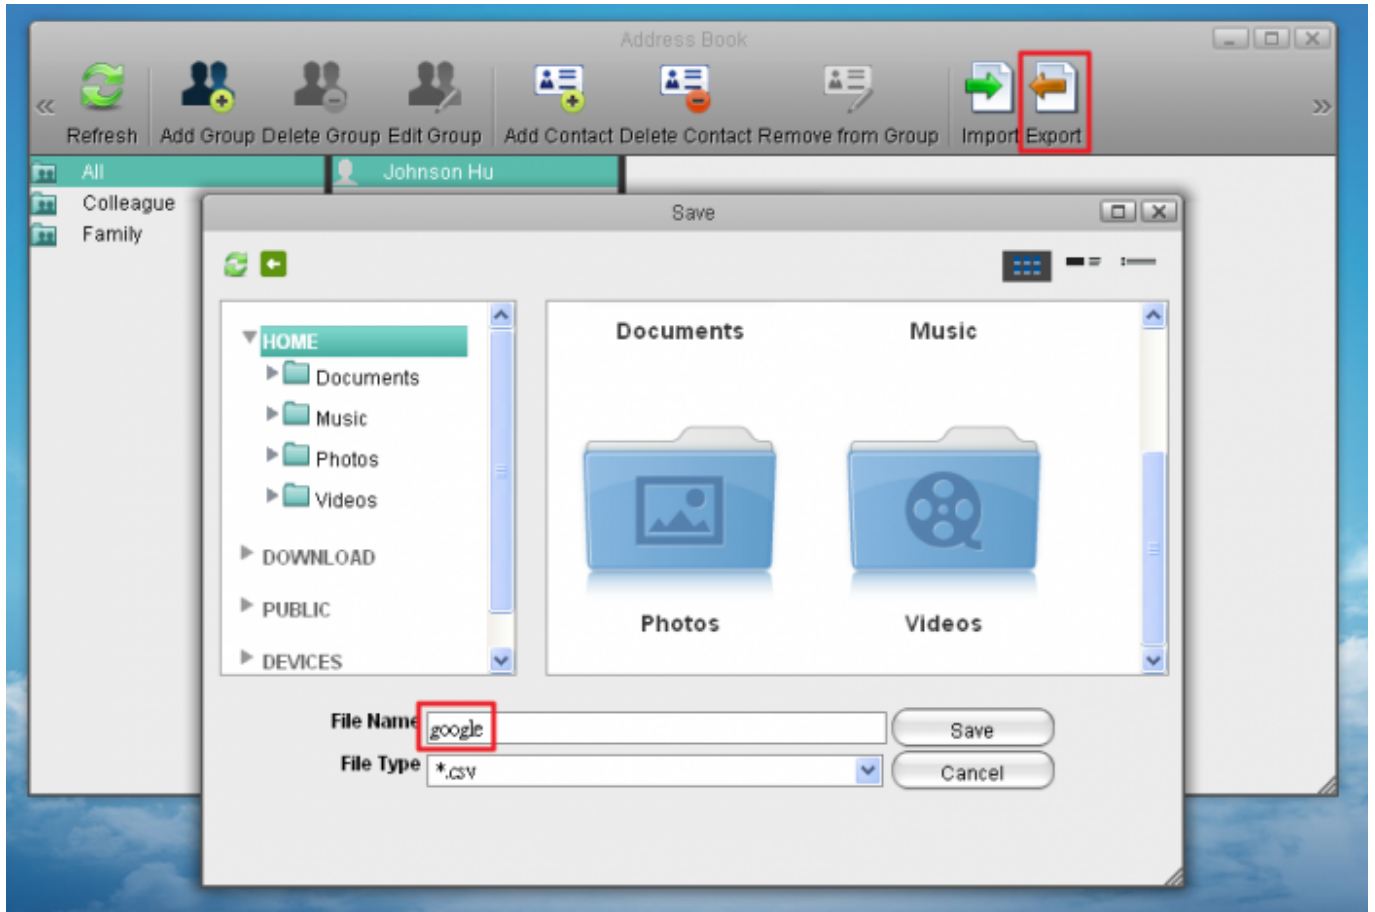 Address Book
Refresh Add Group Delete Group Edit Group Add Contact Delete Contact Remove from Group Import Export
All
Johnson Hu
Colleague
Family
Save
HOME
Documents
Music
Photos
Videos
DOWNLOAD
PUBLIC
DEVICES
Documents Music
Photos Videos
File Name google Save
File Type *.csv Cancel